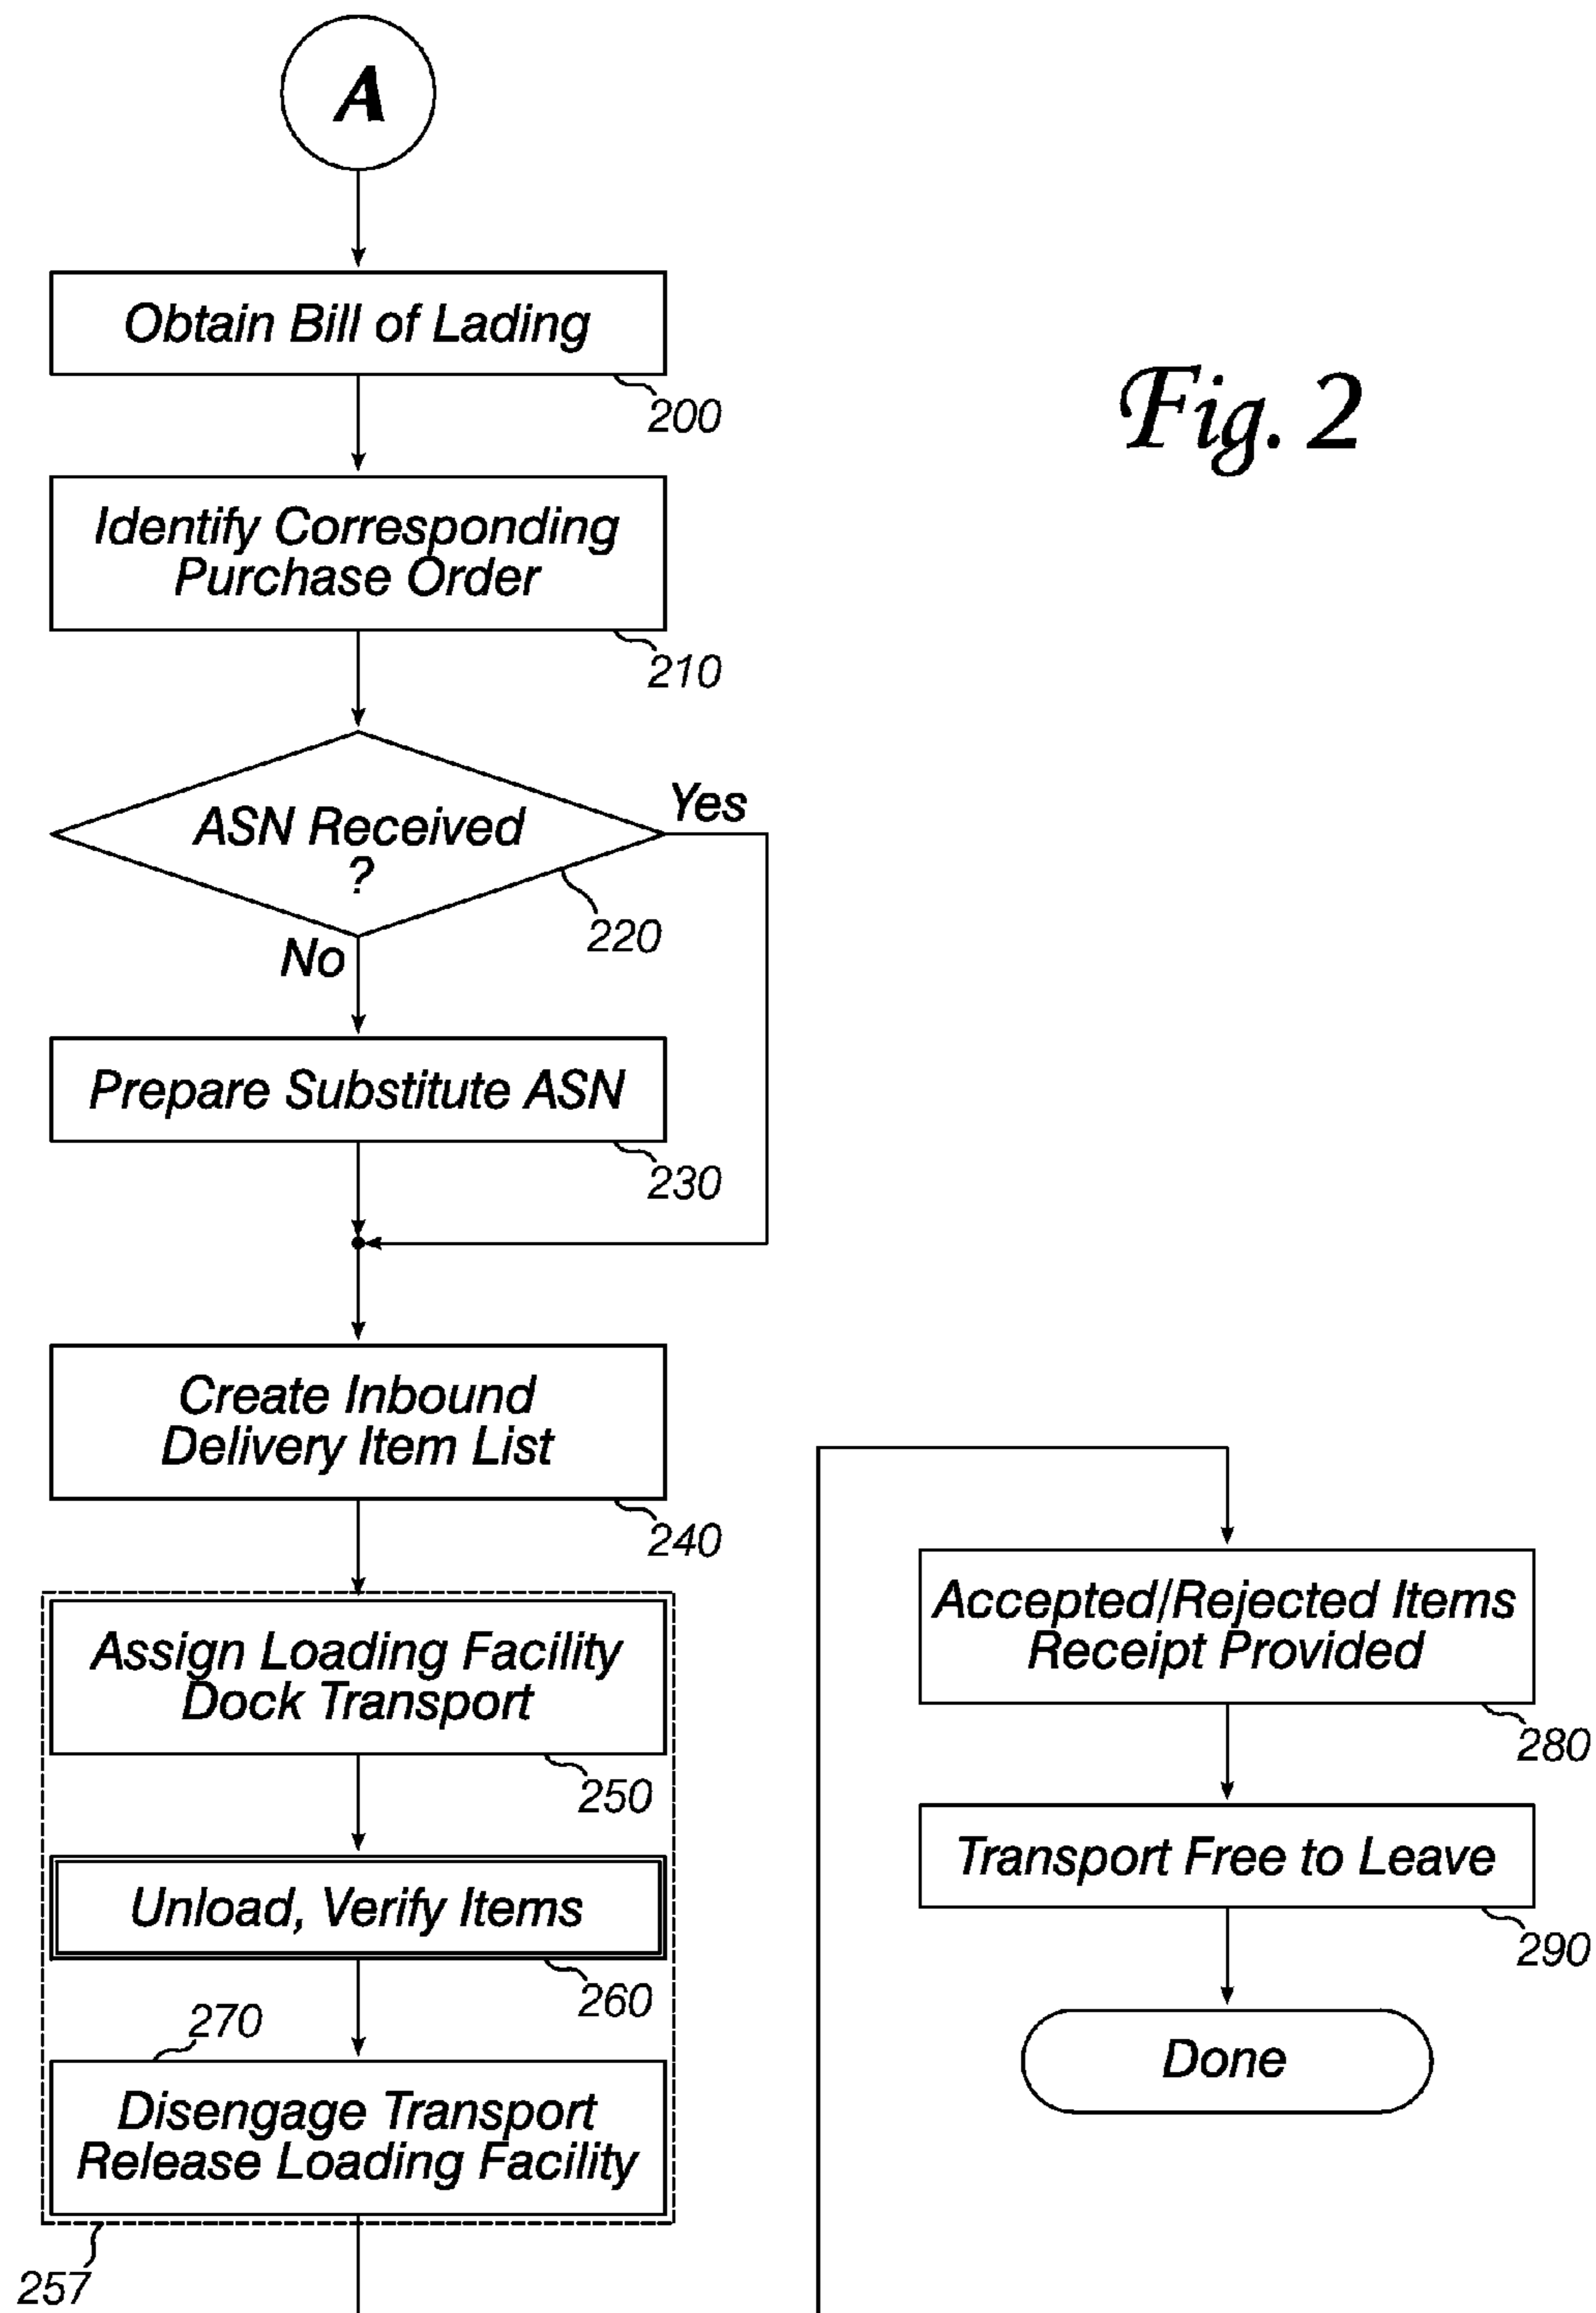 A
Obtain Bill of Lading
200
Fig. 2
Identify Corresponding
Purchase Order
210
ASN Received
?
Yes
220
No
Prepare Substitute ASN
230
Create Inbound
Delivery Item List
240
Assign Loading Facility
Dock Transport
250
Unload, Verify Items
260
270
Disengage Transport
Release Loading Facility
257
Accepted/Rejected Items
Receipt Provided
280
Transport Free to Leave
290
Done